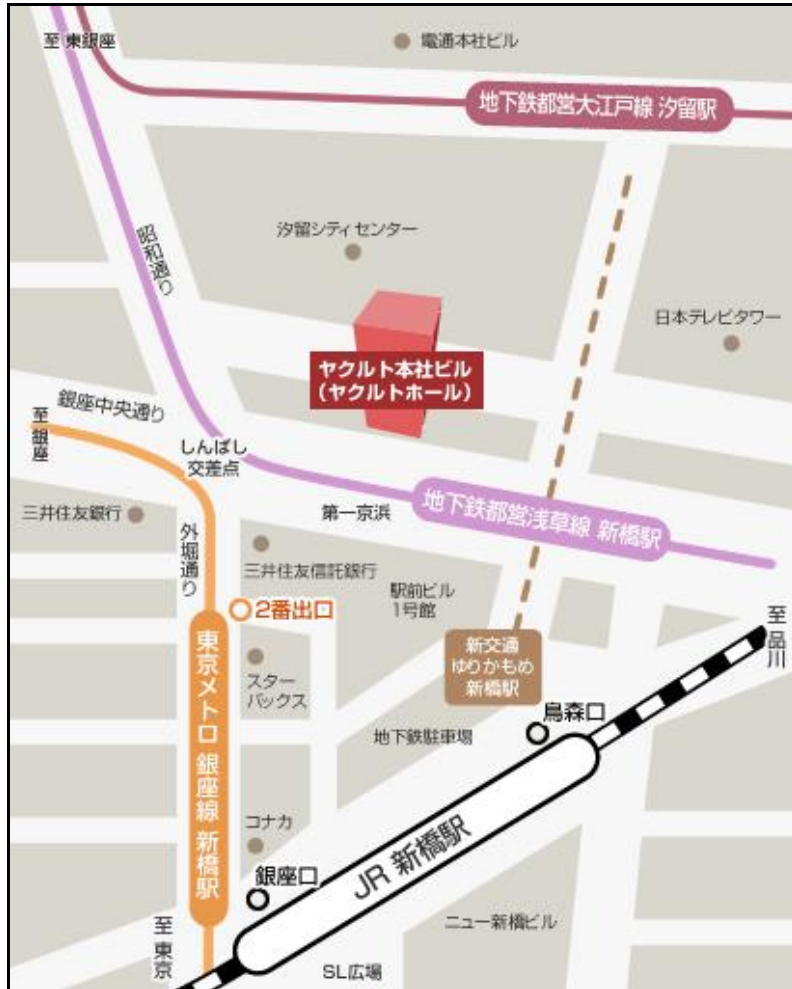 至 東銀座
電通本社ビル
地下鉄都営大江戸線 汐留駅
昭和通り
汐留シティセンター
日本テレビタワー
ヤクルト本社ビル
(ヤクルトホール)
銀座中央通り
至 銀座
しんばし
交差点
三井住友銀行
第一京浜
地下鉄都営浅草線 新橋駅
外堀通り
三井住友信託銀行
駅前ビル
1号館
2番出口
至 品川
新交通
ゆりかもめ
新橋駅
東京メトロ 銀座線 新橋駅
スター
バックス
烏森口
地下鉄駐車場
コナカ
JR 新橋駅
銀座口
ニュー新橋ビル
至 東京
SL広場